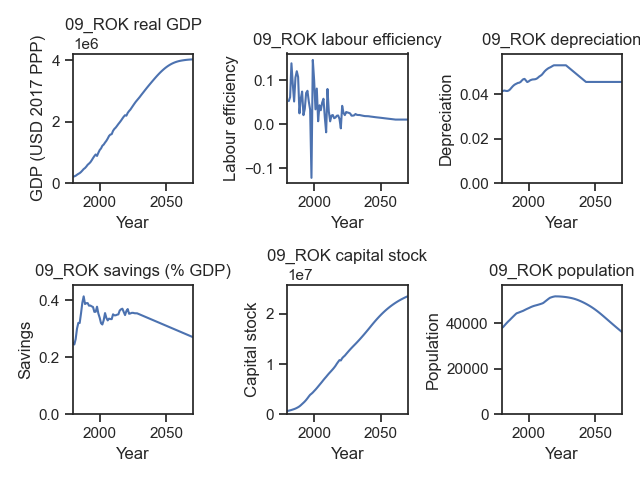 09_ROK real GDP
1e6
GDP (USD 2017 PPP)
4
2
0
2000
2050
Year
09_ROK labour efficiency
Labour efficiency
0.1
0.0
−0.1
2000
2050
Year
09_ROK depreciation
Depreciation
0.04
0.02
0.00
2000
2050
Year
09_ROK savings (% GDP)
Savings
0.4
0.2
0.0
2000
2050
Year
09_ROK capital stock
1e7
Capital stock
2
1
0
2000
2050
Year
09_ROK population
Population
40000
20000
0
2000
2050
Year